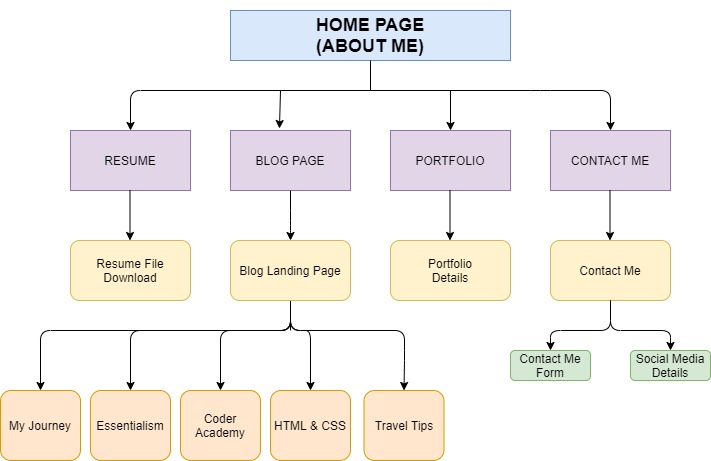 HOME PAGE
(ABOUT ME)
RESUME
BLOG PAGE
PORTFOLIO
CONTACT ME
Resume File
Download
Blog Landing Page
Portfolio
Details
Contact Me
Contact Me
Form
Social Media
Details
My Journey
Essentialism
Coder
Academy
HTML & CSS
Travel Tips